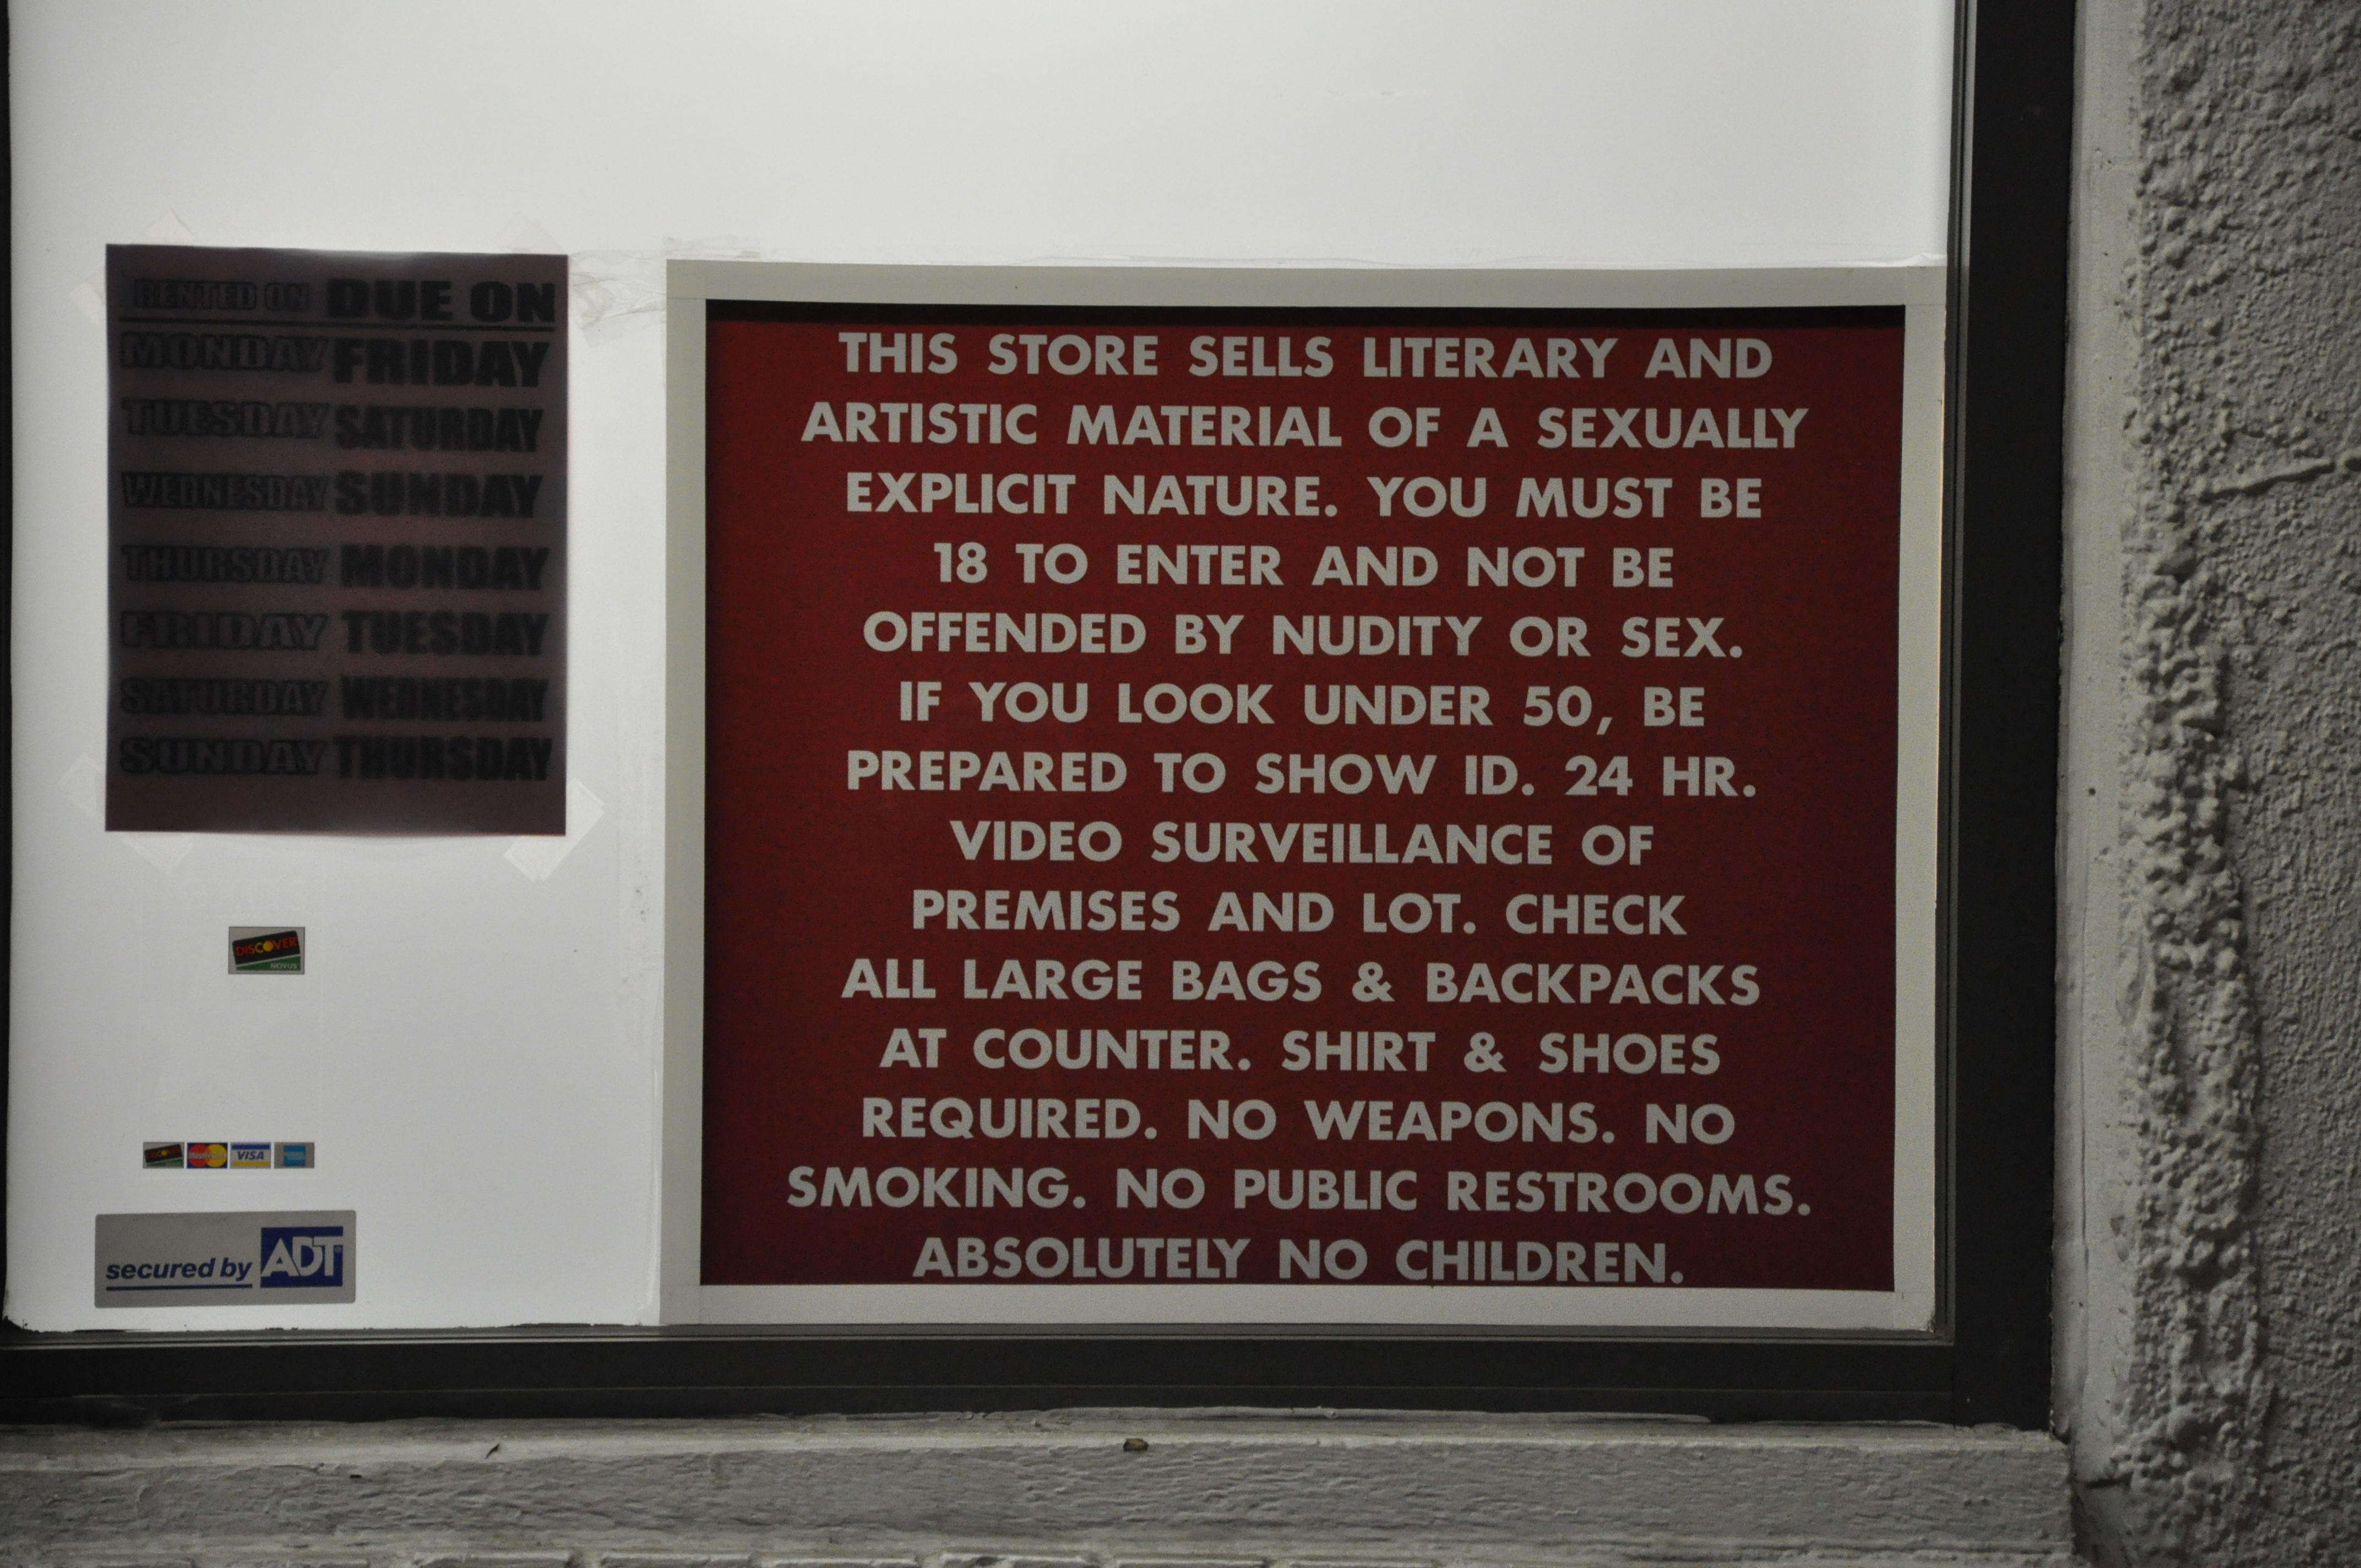 RENTED ON DUE ON
MONDAY FRIDAY
TUESDAY SATURDAY
WEDNESDAY SUNDAY
THURSDAY MONDAY
FRIDAY TUESDAY
SATURDAY WEDNESDAY
SUNDAY THURSDAY
DISCOVER
NOVUS
MasterCard VISA
secured by ADT
THIS STORE SELLS LITERARY AND
ARTISTIC MATERIAL OF A SEXUALLY
EXPLICIT NATURE. YOU MUST BE
18 TO ENTER AND NOT BE
OFFENDED BY NUDITY OR SEX.
IF YOU LOOK UNDER 50, BE
PREPARED TO SHOW ID. 24 HR.
VIDEO SURVEILLANCE OF
PREMISES AND LOT. CHECK
ALL LARGE BAGS & BACKPACKS
AT COUNTER. SHIRT & SHOES
REQUIRED. NO WEAPONS. NO
SMOKING. NO PUBLIC RESTROOMS.
ABSOLUTELY NO CHILDREN.